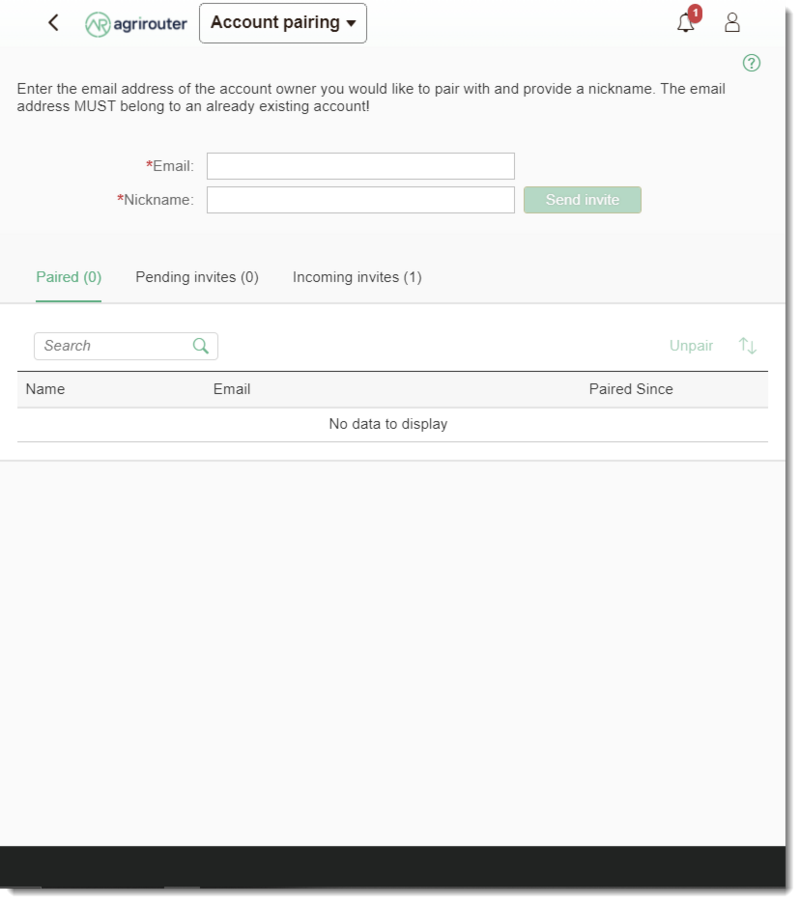 AR agrirouter Account pairing
1
?
Enter the email address of the account owner you would like to pair with and provide a nickname. The email
address MUST belong to an already existing account!
*Email:
*Nickname: Send invite
Paired (0) Pending invites (0) Incoming invites (1)
Search Unpair
Name Email Paired Since
No data to display